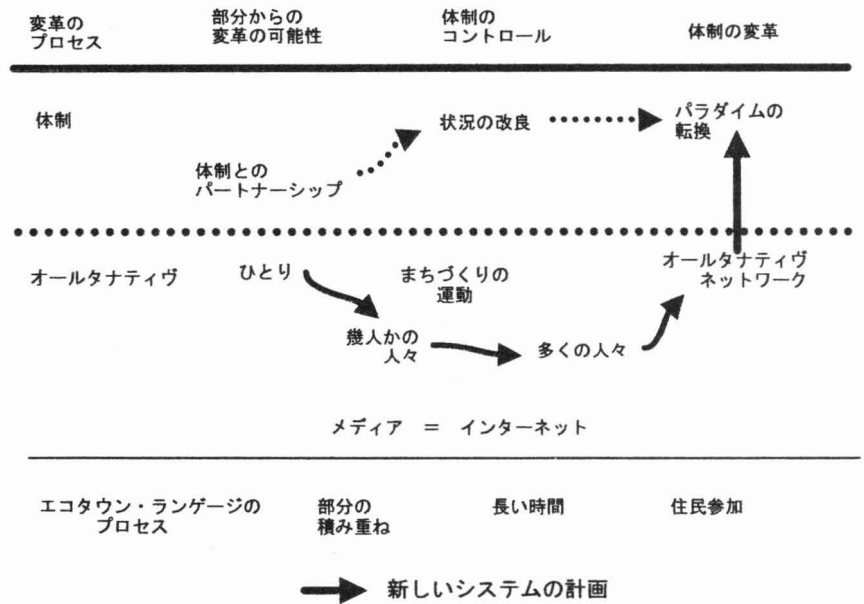 変革の
プロセス
部分からの
変革の可能性
体制の
コントロール
体制の変革
体制
体制との
パートナーシップ
状況の改良
パラダイムの
転換
オールタナティヴ
ひとり
まちづくりの
運動
オールタナティヴ
ネットワーク
幾人かの
人々
多くの人々
メディア ＝ インターネット
エコタウン・ランゲージの
プロセス
部分の
積み重ね
長い時間
住民参加
新しいシステムの計画